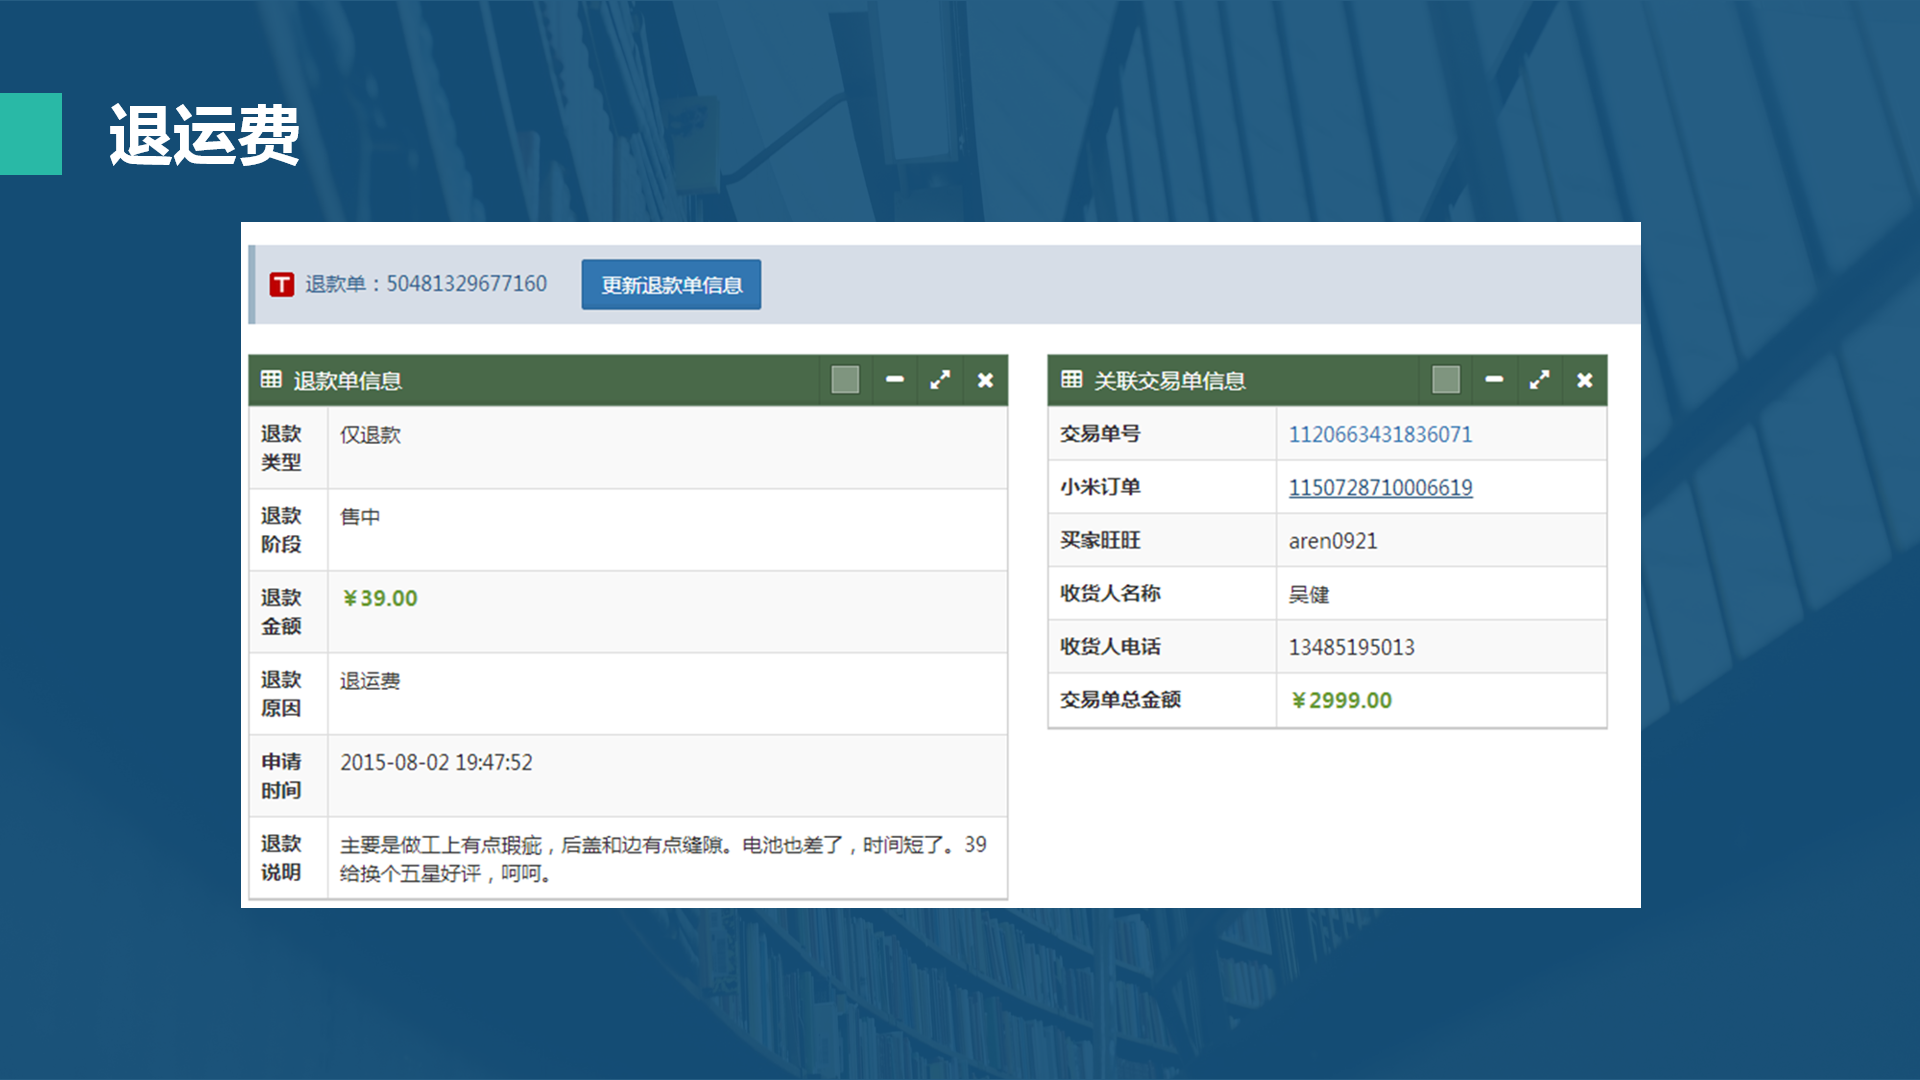 退运费
T 退款单：50481329677160 更新退款单信息
退款单信息
退款类型 仅退款
退款阶段 售中
退款金额 ￥39.00
退款原因 退运费
申请时间 2015-08-02 19:47:52
退款说明 主要是做工上有点瑕疵，后盖和边有点缝隙。电池也差了，时间短了。39
给换个五星好评，呵呵。
关联交易单信息
交易单号 1120663431836071
小米订单 1150728710006619
买家旺旺 aren0921
收货人名称 吴健
收货人电话 13485195013
交易单总金额 ￥2999.00